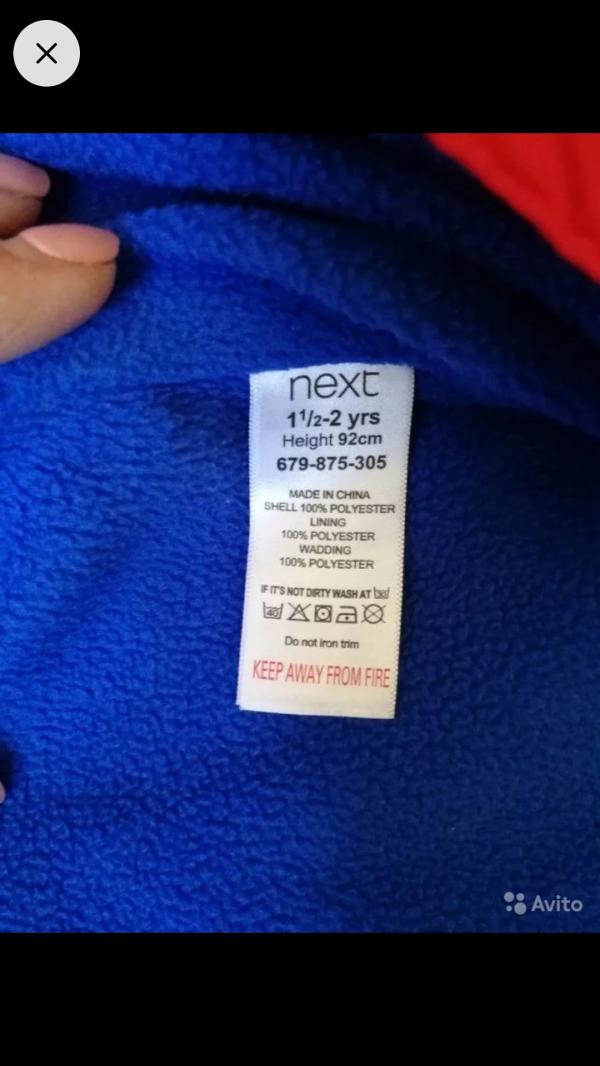 next
1½-2 yrs
Height 92cm
679-875-305
MADE IN CHINA
SHELL 100% POLYESTER
LINING
100% POLYESTER
WADDING
100% POLYESTER
IF IT'S NOT DIRTY WASH AT 30
40
Do not iron trim
KEEP AWAY FROM FIRE
Avito